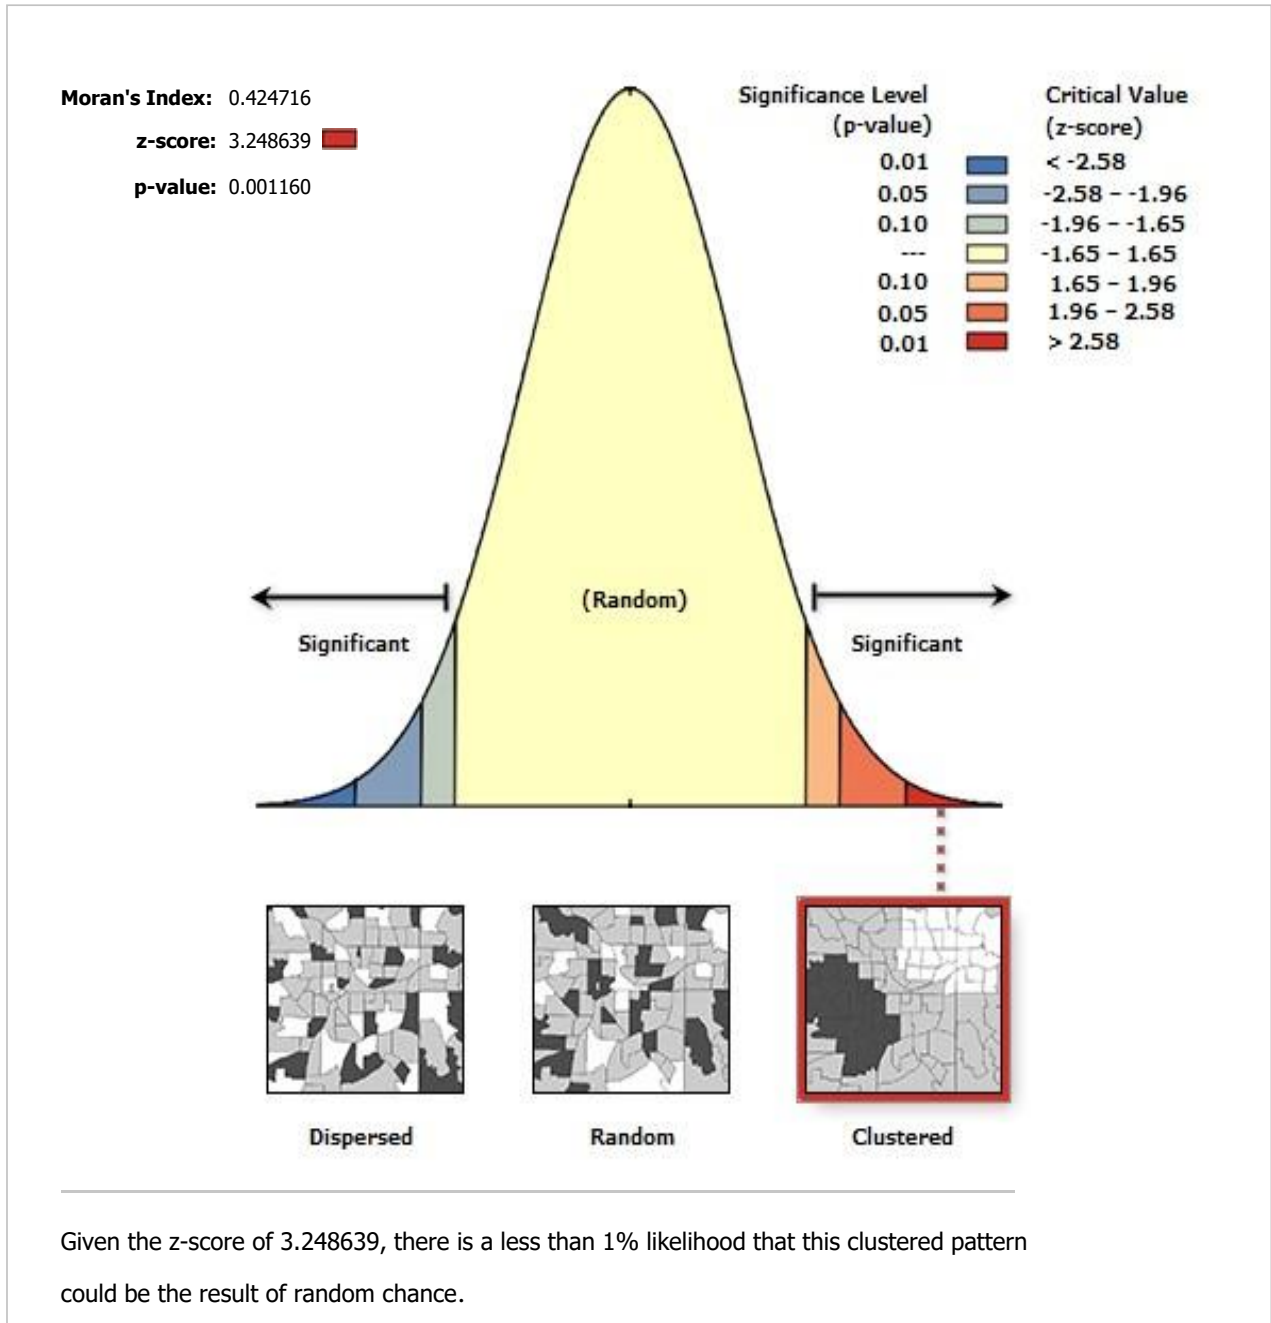 Moran's Index: 0.424716
z-score: 3.248639
p-value: 0.001160
Significance Level Critical Value
(p-value) (z-score)
0.01 < -2.58
0.05 -2.58 – -1.96
0.10 -1.96 – -1.65
--- -1.65 – 1.65
0.10 1.65 – 1.96
0.05 1.96 – 2.58
0.01 > 2.58
(Random)
Significant Significant
Dispersed Random Clustered
Given the z-score of 3.248639, there is a less than 1% likelihood that this clustered pattern
could be the result of random chance.